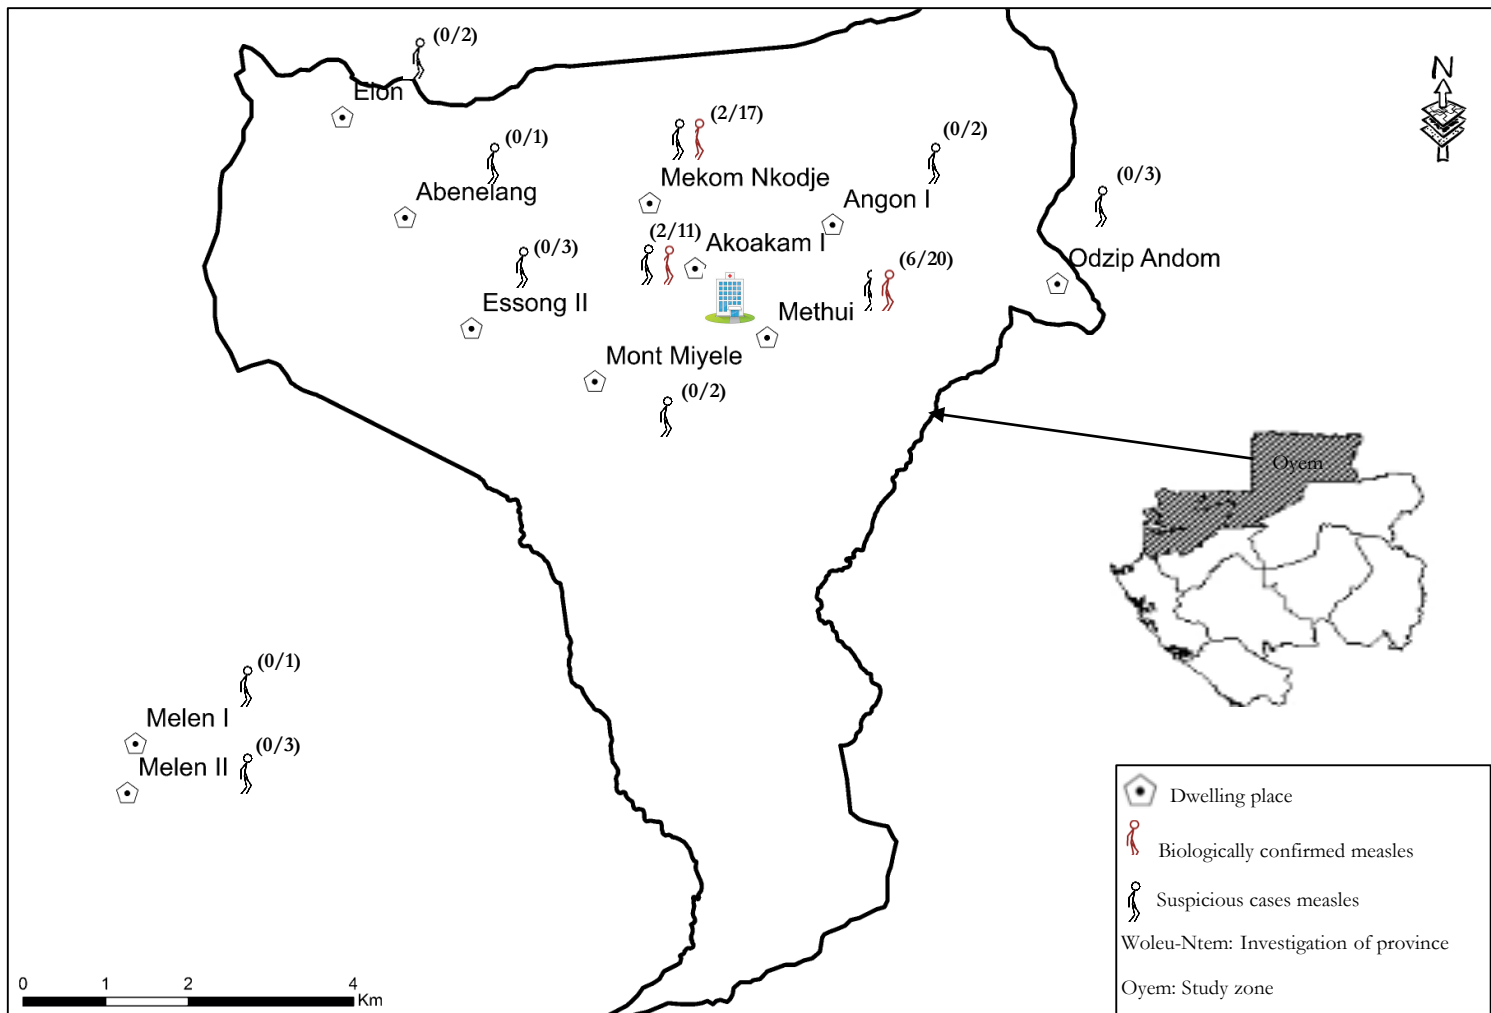 (0/2)
Elon
N
(0/1)
Abenelang
(2/17)
Mekom Nkodje
(0/2)
Angon I
(0/3)
Odzip Andom
(0/3)
Essong II
(2/11)
Akoakam I
(6/20)
Methui
Mont Miyele
(0/2)
Oyem
(0/1)
Melen I
(0/3)
Melen II
Dwelling place
Biologically confirmed measles
Suspicious cases measles
Woleu-Ntem: Investigation of province
Oyem: Study zone
0 1 2 4
Km